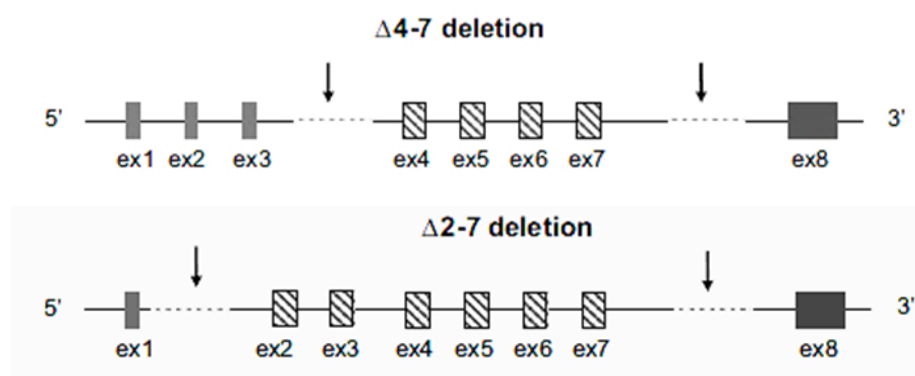 Δ4-7 deletion
5' 3'
ex1 ex2 ex3 ex4 ex5 ex6 ex7 ex8
Δ2-7 deletion
5' 3'
ex1 ex2 ex3 ex4 ex5 ex6 ex7 ex8